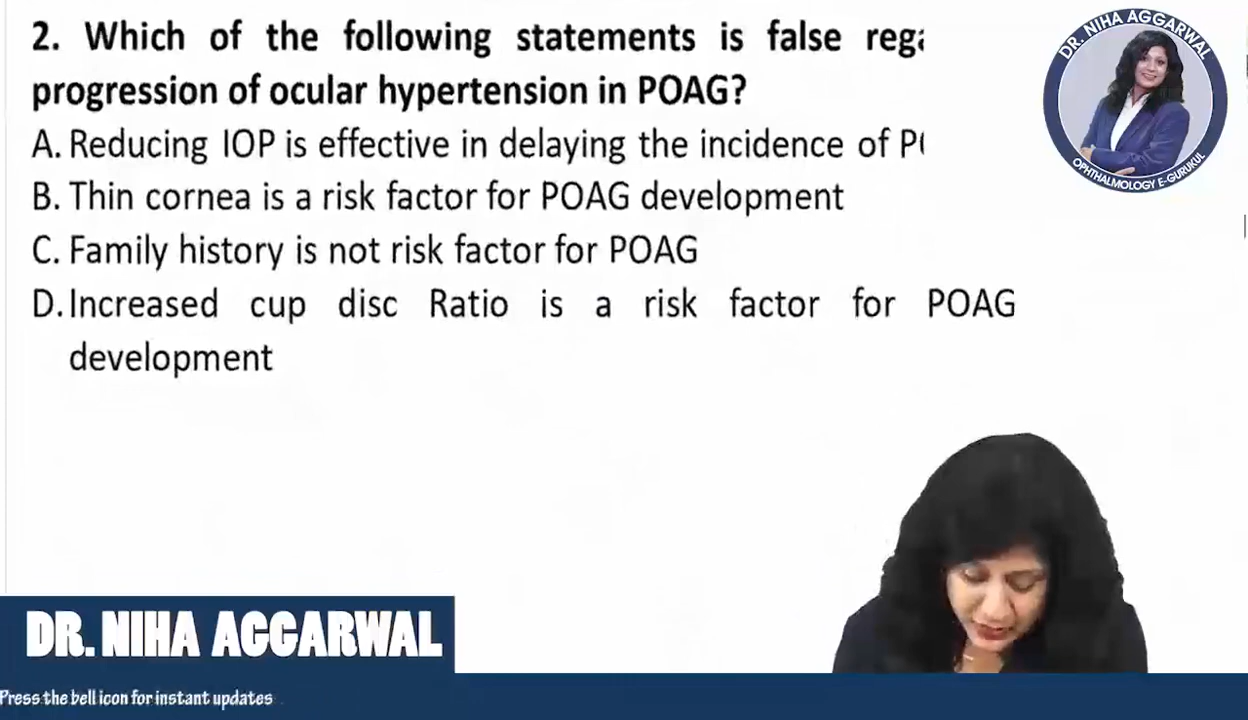 2. Which of the following statements is false
progression of ocular hypertension in POAG?
A. Reducing IOP is effective in delaying the incidence of
B. Thin cornea is a risk factor for POAG development
C. Family history is not risk factor for POAG
D. Increased cup disc Ratio is a risk factor for POAG
development
DR. NIHA AGGARWAL
OPHTHALMOLOGY E-GURUKUL
DR. NIHA AGGARWAL
Press the bell icon for instant updates